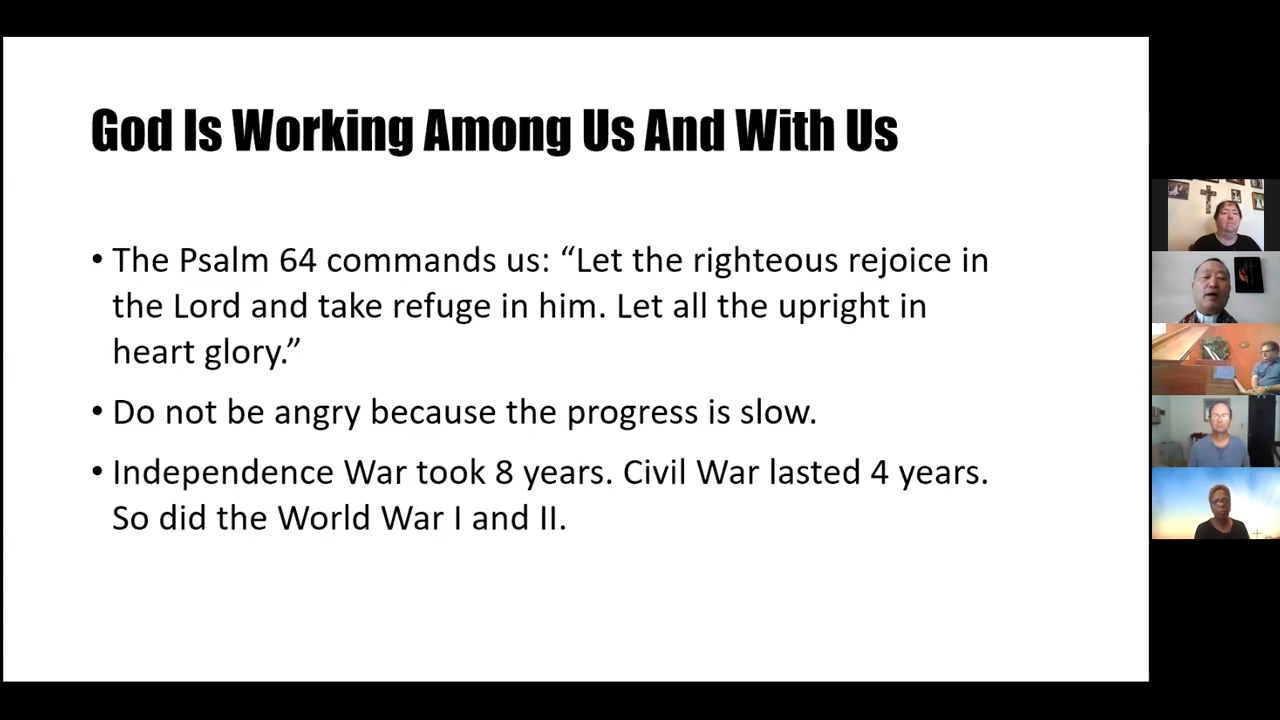 God Is Working Among Us And With Us
• The Psalm 64 commands us: “Let the righteous rejoice in
the Lord and take refuge in him. Let all the upright in
heart glory.”
• Do not be angry because the progress is slow.
• Independence War took 8 years. Civil War lasted 4 years.
So did the World War I and II.